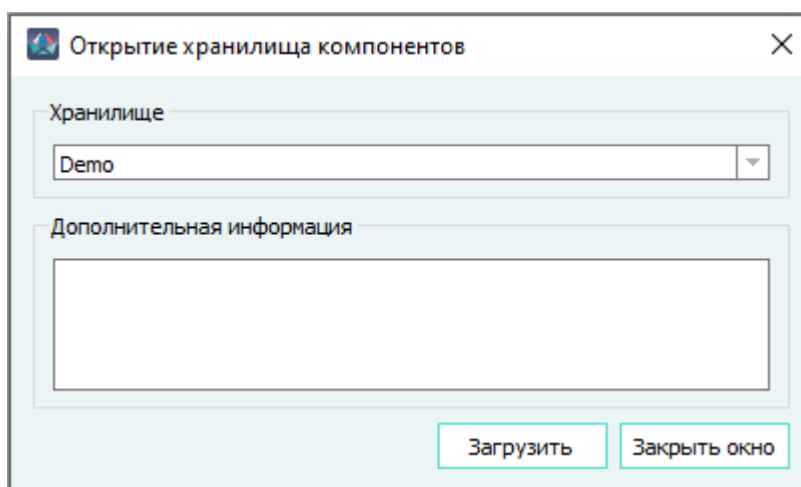 Открытие хранилища компонентов
Хранилище
Demo
Дополнительная информация
Загрузить Закрыть окно